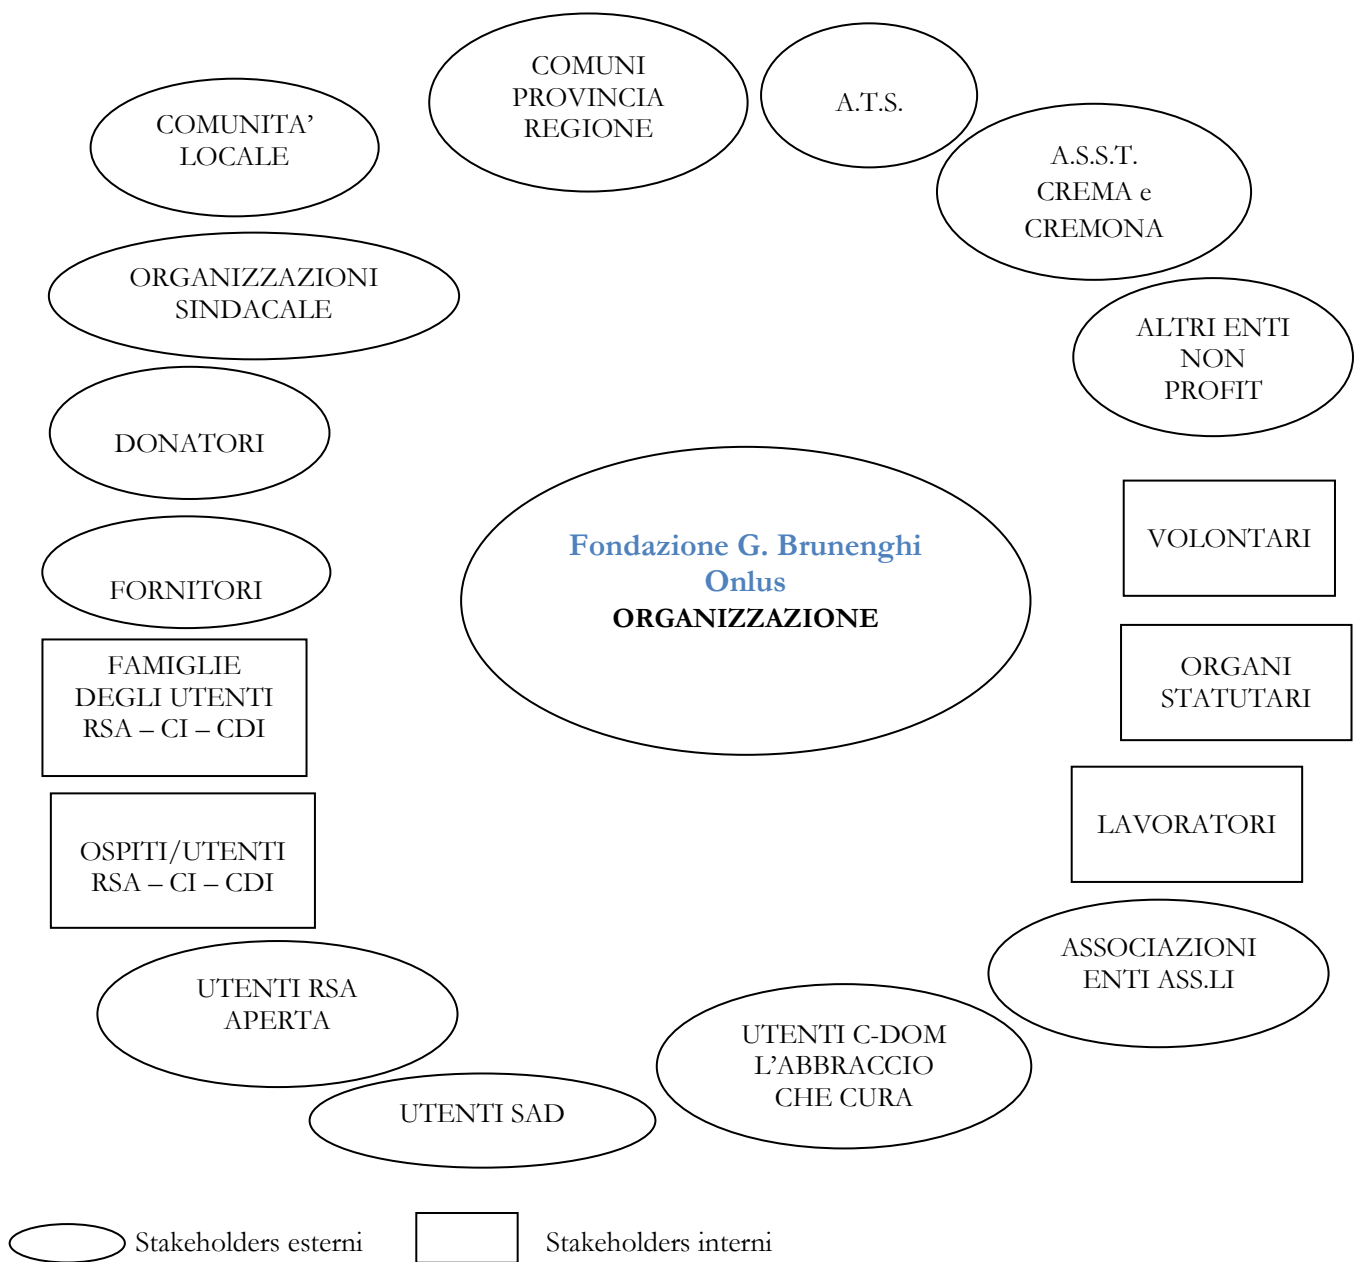 COMUNI
PROVINCIA
REGIONE
A.T.S.
COMUNITA’
LOCALE
A.S.S.T.
CREMA e
CREMONA
ORGANIZZAZIONI
SINDACALE
ALTRI ENTI
NON
PROFIT
DONATORI
Fondazione G. Brunenghi
Onlus
ORGANIZZAZIONE
VOLONTARI
FORNITORI
FAMIGLIE
DEGLI UTENTI
RSA – CI – CDI
ORGANI
STATUTARI
OSPITI/UTENTI
RSA – CI – CDI
LAVORATORI
ASSOCIAZIONI
ENTI ASS.LI
UTENTI RSA
APERTA
UTENTI C-DOM
L’ABBRACCIO
CHE CURA
UTENTI SAD
Stakeholders esterni
Stakeholders interni